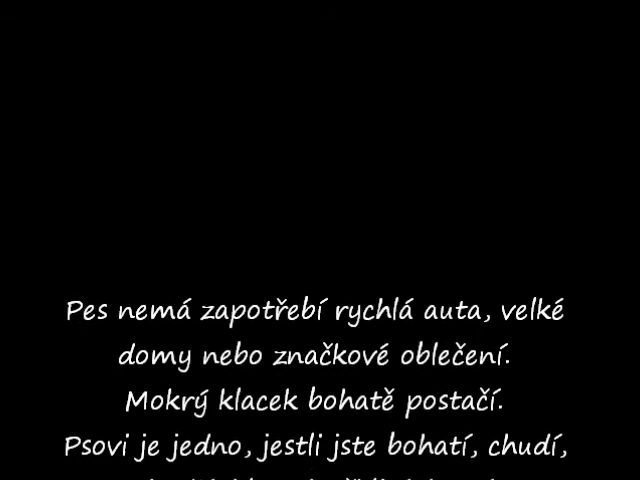 Pes nemá zapotřebí rychlá auta, velké
domy nebo značkové oblečení.
Mokrý klacek bohatě postačí.
Psovi je jedno, jestli jste bohatí, chudí,